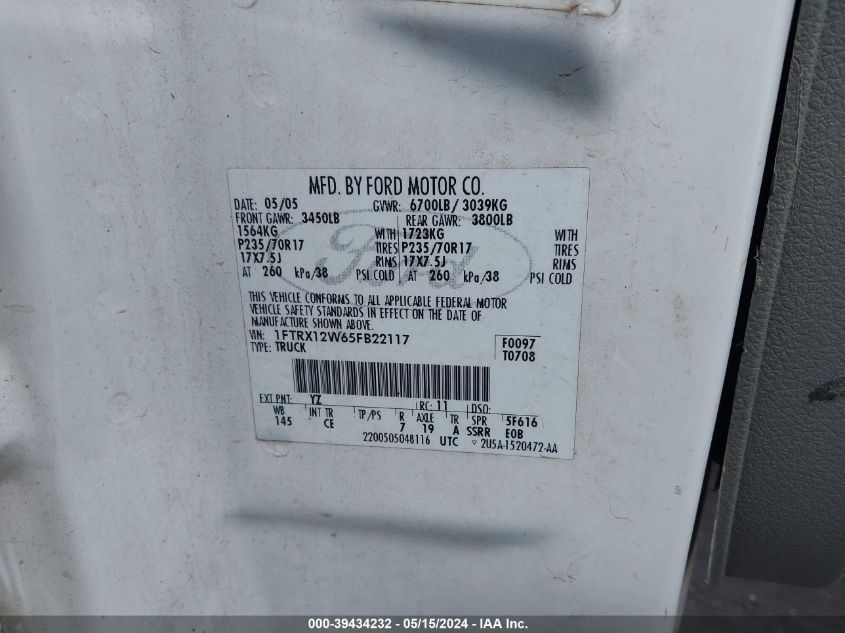 MFD. BY FORD MOTOR CO.
DATE: 05/05 GVWR: 6700LB/ 3039KG
FRONT GAWR: 3450LB REAR GAWR: 3800LB
1564KG WITH 1723KG WITH
P235/70R17 TIRES P235/70R17 TIRES
17X7.5J RIMS 17X7.5J RIMS
AT 260 kPa/38 PSI COLD AT 260 kPa/38 PSI COLD
Ford
THIS VEHICLE CONFORMS TO ALL APPLICABLE FEDERAL MOTOR
VEHICLE SAFETY STANDARDS IN EFFECT ON THE DATE OF
MANUFACTURE SHOWN ABOVE.
VIN: 1FTRX12W65FB22117 F0097
TYPE: TRUCK T0708
EXT PNT: YZ RC: 11 DSO:
WB INT TR TP/PS R AXLE TR SPR 5F616
145 CE 7 19 A SSRR EOB
2200505048116 UTC 2U5A-1520472-AA
000-39434232 - 05/15/2024 - IAA Inc.